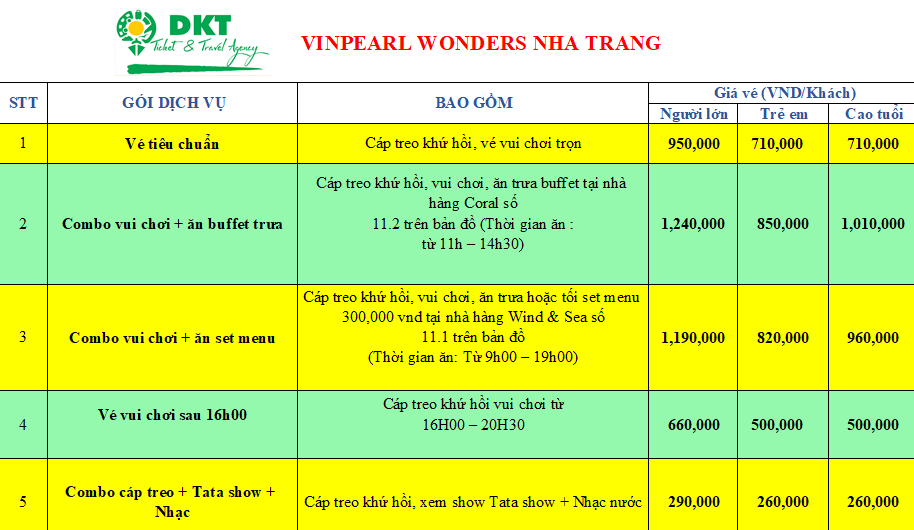 DKT
Ticket & Travel Agency
VINPEARL WONDERS NHA TRANG
STT
GÓI DỊCH VỤ
BAO GỒM
Giá vé (VND/Khách)
Người lớn
Trẻ em
Cao tuổi
1
Vé tiêu chuẩn
Cáp treo khứ hồi, vé vui chơi trọn
950,000
710,000
710,000
2
Combo vui chơi + ăn buffet trưa
Cáp treo khứ hồi, vui chơi, ăn trưa buffet tại nhà
hàng Coral số
11.2 trên bản đồ (Thời gian ăn :
từ 11h – 14h30)
1,240,000
850,000
1,010,000
3
Combo vui chơi + ăn set menu
Cáp treo khứ hồi, vui chơi, ăn trưa hoặc tối set menu
300,000 vnd tại nhà hàng Wind & Sea số
11.1 trên bản đồ
(Thời gian ăn: Từ 9h00 – 19h00)
1,190,000
820,000
960,000
4
Vé vui chơi sau 16h00
Cáp treo khứ hồi vui chơi từ
16H00 – 20H30
660,000
500,000
500,000
5
Combo cáp treo + Tata show +
Nhạc
Cáp treo khứ hồi, xem show Tata show + Nhạc nước
290,000
260,000
260,000